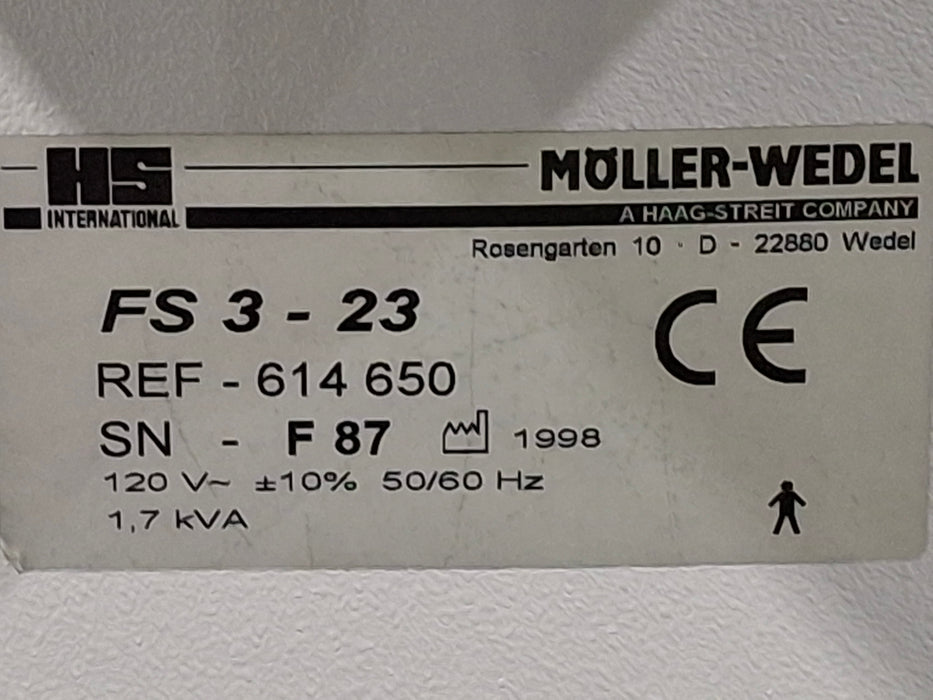 HS
INTERNATIONAL
MÖLLER-WEDEL
A HAAG-STREIT COMPANY
Rosengarten 10 · D - 22880 Wedel
FS 3 - 23
REF - 614 650
SN - F 87 1998
120 V~ ±10% 50/60 Hz
1,7 kVA
CE